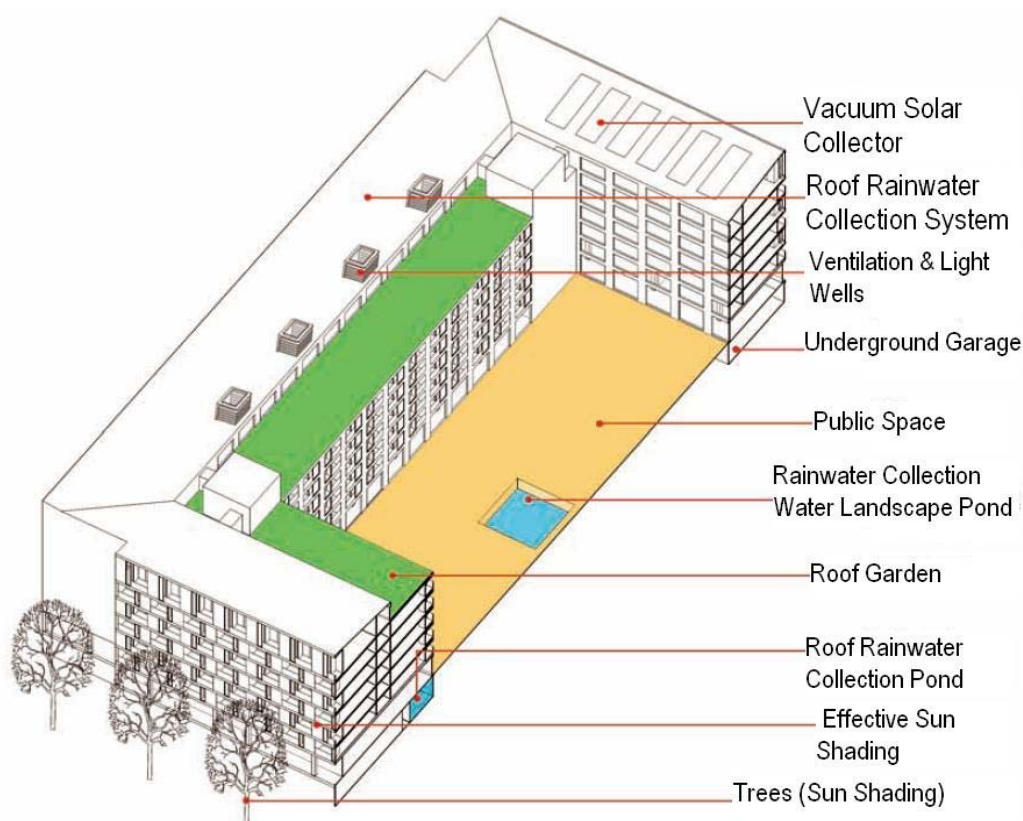 Vacuum Solar
Collector
Roof Rainwater
Collection System
Ventilation & Light
Wells
Underground Garage
Public Space
Rainwater Collection
Water Landscape Pond
Roof Garden
Roof Rainwater
Collection Pond
Effective Sun
Shading
Trees (Sun Shading)